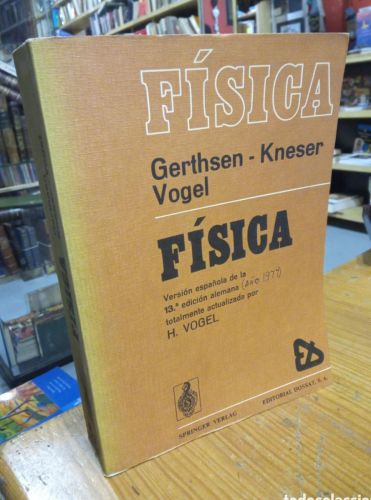 FÍSICA
Gerthsen - Kneser
Vogel
FÍSICA
Versión española de la
13.ª edición alemana (Año 1977)
totalmente actualizada por
H. VOGEL
SPRINGER VERLAG
EDITORIAL DOSSAT, S. A.